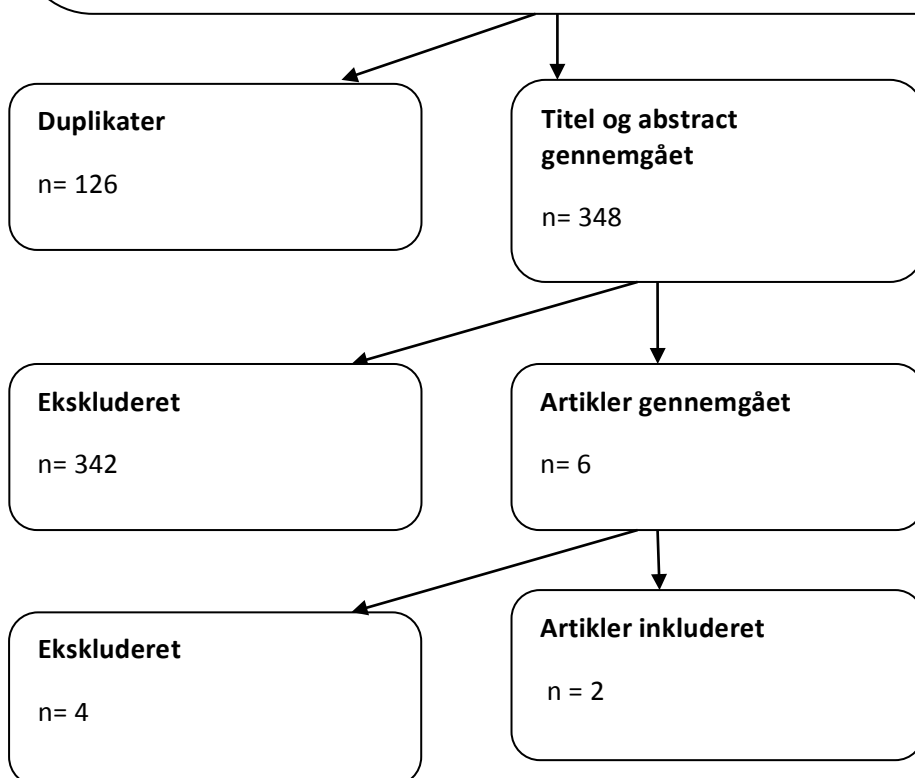 Duplikater
n= 126
Titel og abstract
gennemgået
n= 348
Ekskluderet
n= 342
Artikler gennemgået
n= 6
Ekskluderet
n= 4
Artikler inkluderet
n = 2